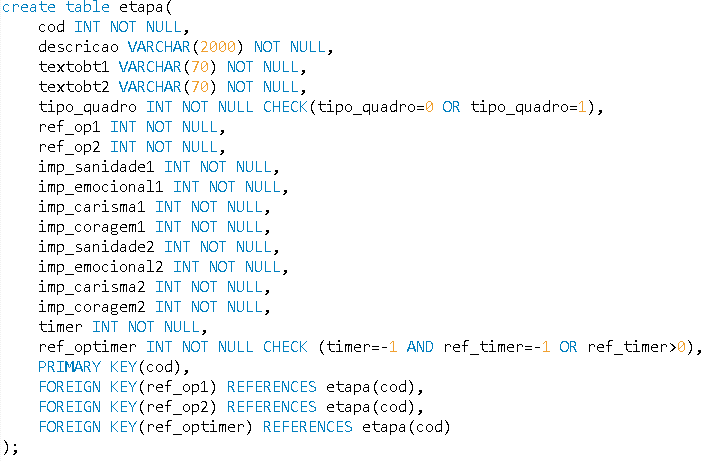 create table etapa(
cod INT NOT NULL,
descricao VARCHAR(2000) NOT NULL,
textobt1 VARCHAR(70) NOT NULL,
textobt2 VARCHAR(70) NOT NULL,
tipo_quadro INT NOT NULL CHECK(tipo_quadro=0 OR tipo_quadro=1),
ref_op1 INT NOT NULL,
ref_op2 INT NOT NULL,
imp_sanidade1 INT NOT NULL,
imp_emocional1 INT NOT NULL,
imp_carisma1 INT NOT NULL,
imp_coragem1 INT NOT NULL,
imp_sanidade2 INT NOT NULL,
imp_emocional2 INT NOT NULL,
imp_carisma2 INT NOT NULL,
imp_coragem2 INT NOT NULL,
timer INT NOT NULL,
ref_optimer INT NOT NULL CHECK (timer=-1 AND ref_timer=-1 OR ref_timer>0),
PRIMARY KEY(cod),
FOREIGN KEY(ref_op1) REFERENCES etapa(cod),
FOREIGN KEY(ref_op2) REFERENCES etapa(cod),
FOREIGN KEY(ref_optimer) REFERENCES etapa(cod)
);